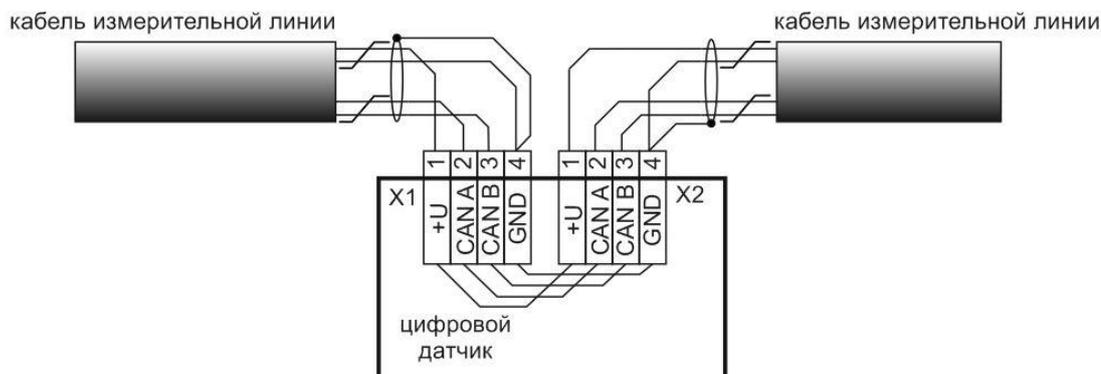 кабель измерительной линии
кабель измерительной линии
1 2 3 4
1 2 3 4
X1
+U
CAN A
CAN B
GND
+U
CAN A
CAN B
GND
X2
цифровой
датчик